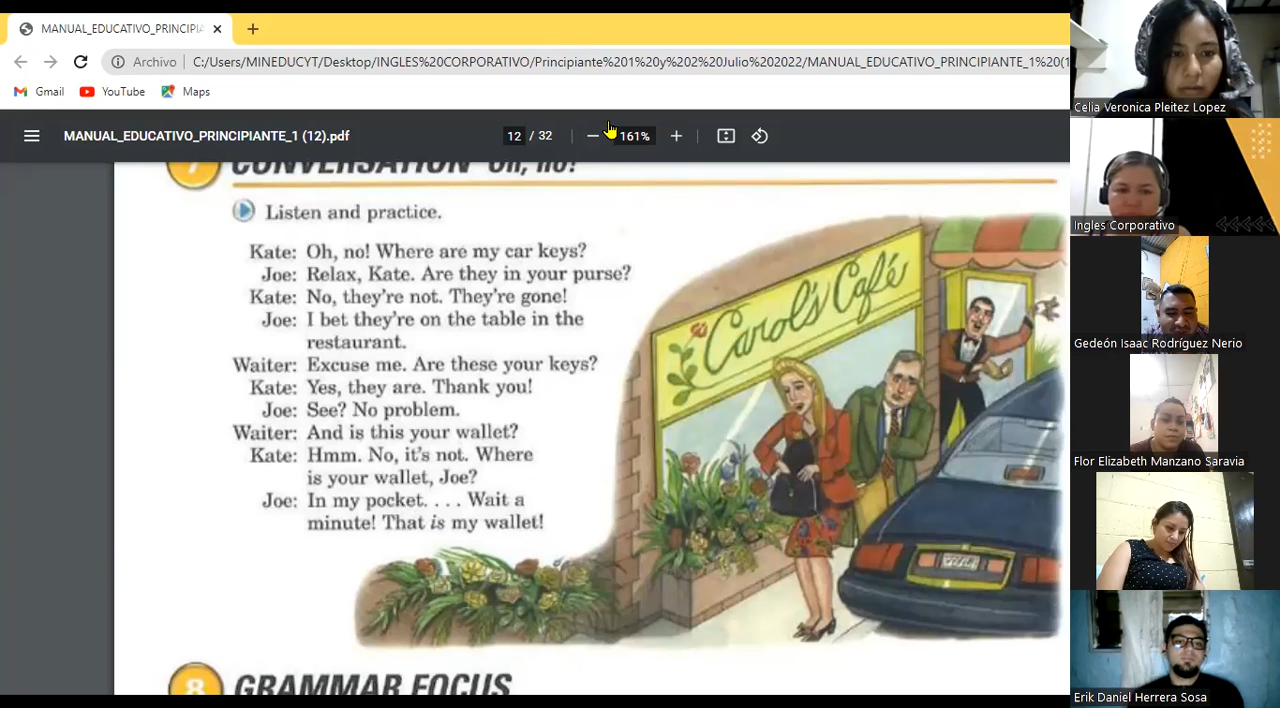 MANUAL_EDUCATIVO_PRINCIPIA
Archivo
C:/Users/MINEDUCYT/Desktop/INGLES%20CORPORATIVO/Principiante%201%20y%202%20Julio%202022/MANUAL_EDUCATIVO_PRINCIPIANTE_1%20(1
Gmail
YouTube
Maps
MANUAL_EDUCATIVO_PRINCIPIANTE_1 (12).pdf
12 / 32
161%
7 CONVERSATION Oh, no!
Listen and practice.
Kate: Oh, no! Where are my car keys?
Joe: Relax, Kate. Are they in your purse?
Kate: No, they're not. They're gone!
Joe: I bet they're on the table in the
restaurant.
Waiter: Excuse me. Are these your keys?
Kate: Yes, they are. Thank you!
Joe: See? No problem.
Waiter: And is this your wallet?
Kate: Hmm. No, it's not. Where
is your wallet, Joe?
Joe: In my pocket. . . . Wait a
minute! That is my wallet!
Carol's Café
8 GRAMMAR FOCUS
Celia Veronica Pleitez Lopez
Ingles Corporativo
Gedeón Isaac Rodríguez Nerio
Flor Elizabeth Manzano Saravia
Erik Daniel Herrera Sosa